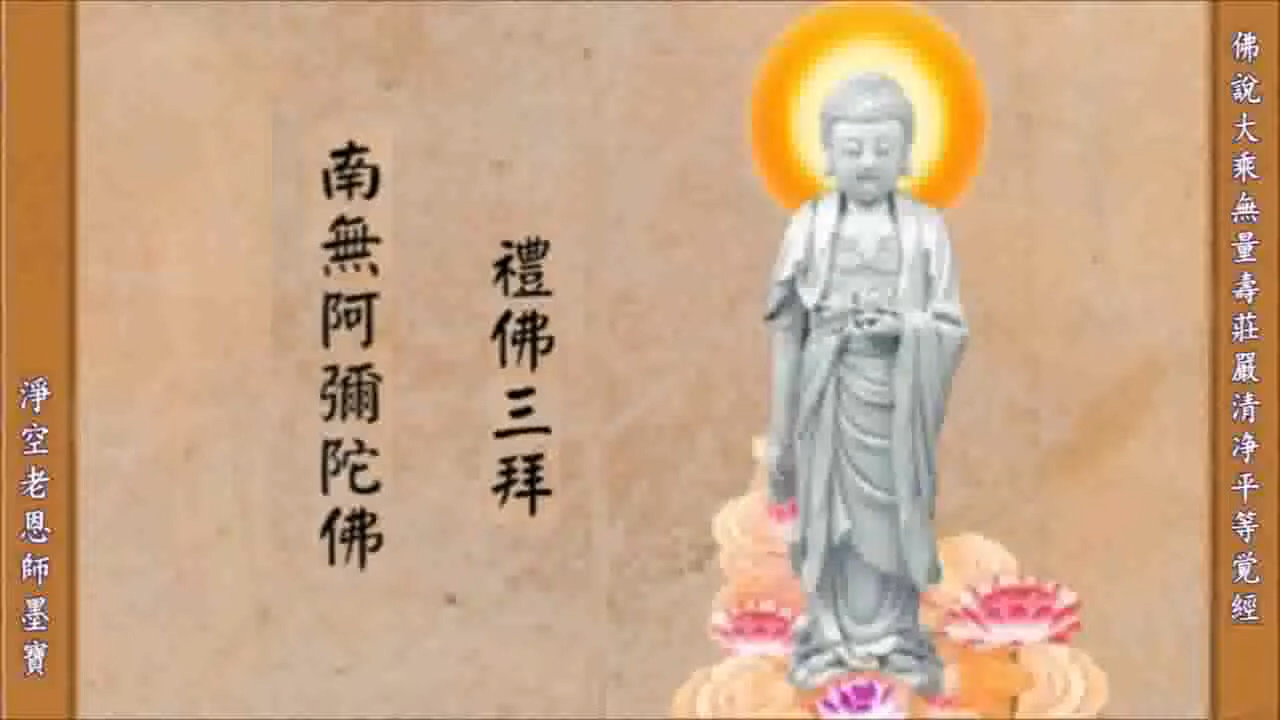 佛說大乘無量壽莊嚴清净平等觉經
禮佛三拜
南無阿彌陀佛
淨空老恩師墨寶